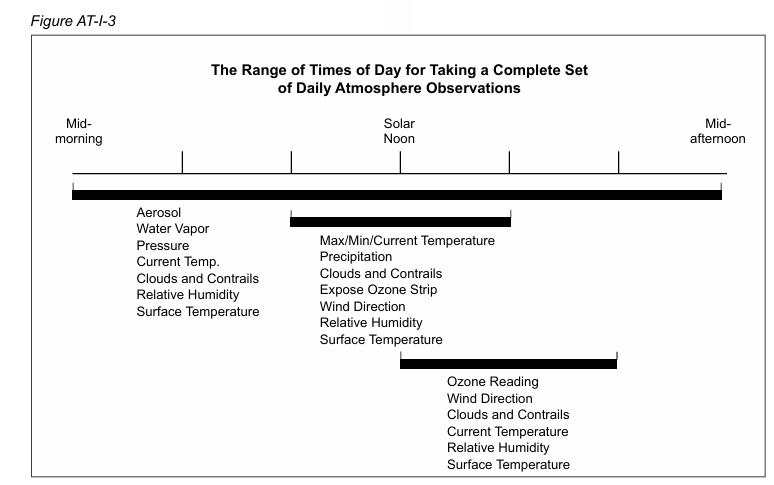 Figure AT-I-3
The Range of Times of Day for Taking a Complete Set
of Daily Atmosphere Observations
Mid-
morning
Solar
Noon
Mid-
afternoon
Aerosol
Water Vapor
Pressure
Current Temp.
Clouds and Contrails
Relative Humidity
Surface Temperature
Max/Min/Current Temperature
Precipitation
Clouds and Contrails
Expose Ozone Strip
Wind Direction
Relative Humidity
Surface Temperature
Ozone Reading
Wind Direction
Clouds and Contrails
Current Temperature
Relative Humidity
Surface Temperature